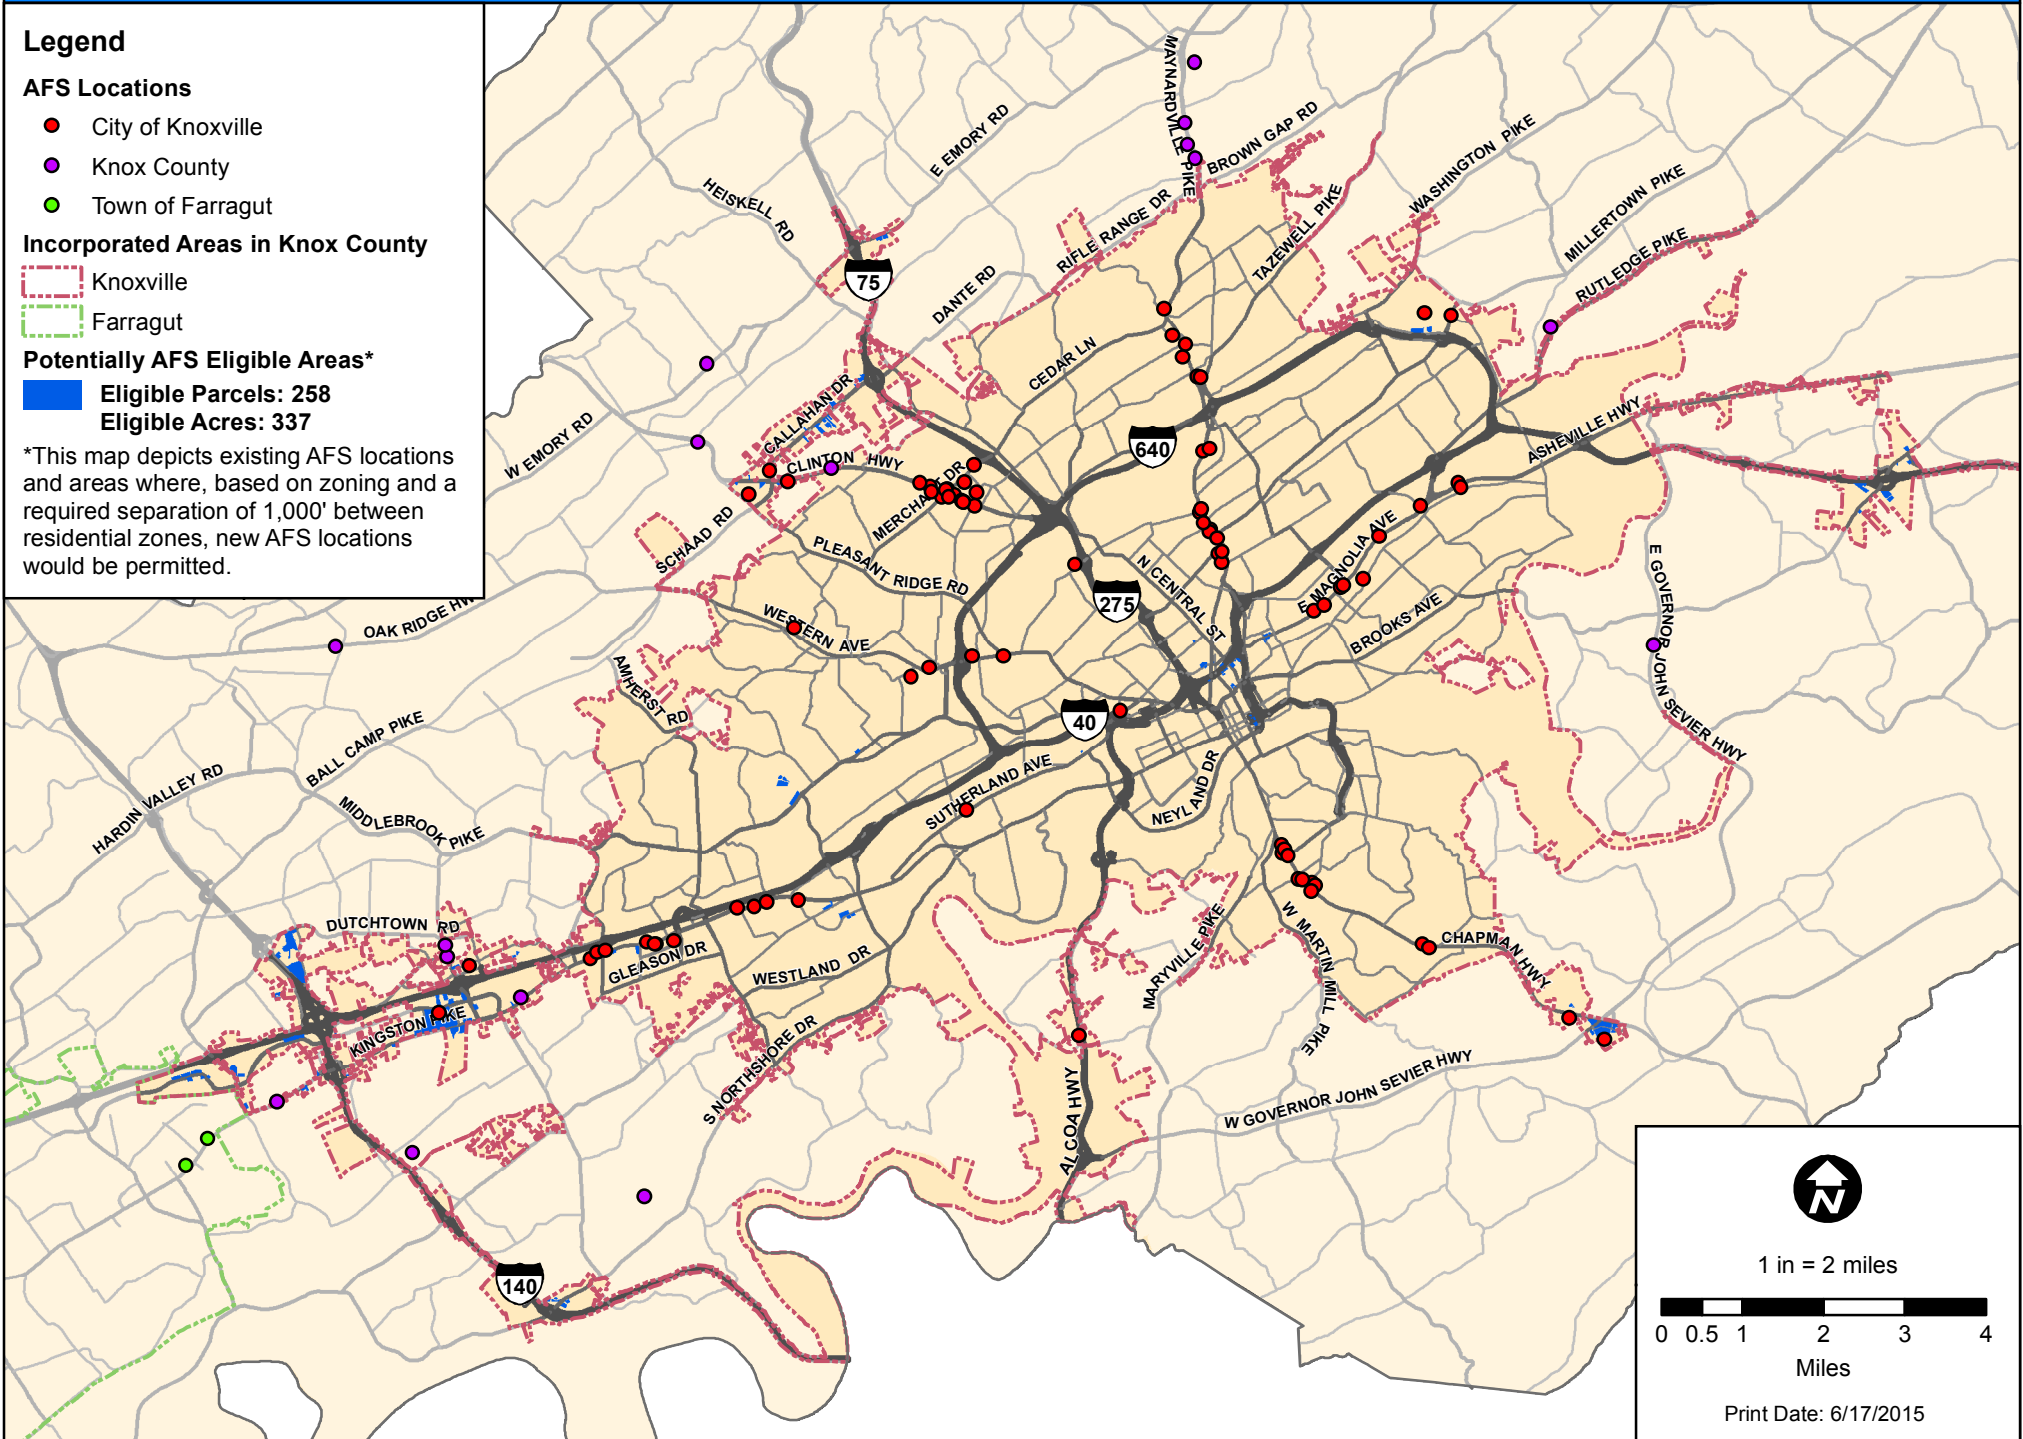 Legend
AFS Locations
City of Knoxville
Knox County
Town of Farragut
Incorporated Areas in Knox County
Knoxville
Farragut
Potentially AFS Eligible Areas*
Eligible Parcels: 258
Eligible Acres: 337
*This map depicts existing AFS locations
and areas where, based on zoning and a
required separation of 1,000' between
residential zones, new AFS locations
would be permitted.
MAYNARDVILLE PIKE
BROWN GAP RD
E EMORY RD
WASHINGTON PIKE
HEISKELL RD
RIFLE RANGE DR
TAZEWELL PIKE
MILLERTOWN PIKE
RUTLEDGE PIKE
75
DANTE RD
CEDAR LN
CALLAHAN DR
W EMORY RD
640
ASHEVILLE HWY
CLINTON HWY
MERCHANT DR
SCHAAD RD
PLEASANT RIDGE RD
N CENTRAL ST
E MAGNOLIA AVE
275
OAK RIDGE HW
WESTERN AVE
BROOKS AVE
E GOVERNOR JOHN SEVIER HWY
AMHERST RD
40
BALL CAMP PIKE
HARDIN VALLEY RD
MIDDLEBROOK PIKE
SUTHERLAND AVE
NEYLAND DR
DUTCHTOWN RD
GLEASON DR
WESTLAND DR
MARYVILLE PIKE
W MARTIN MILL PIKE
CHAPMAN HWY
KINGSTON PIKE
S NORTHSHORE DR
ALCOA HWY
W GOVERNOR JOHN SEVIER HWY
140
N
1 in = 2 miles
0 0.5 1 2 3 4
Miles
Print Date: 6/17/2015